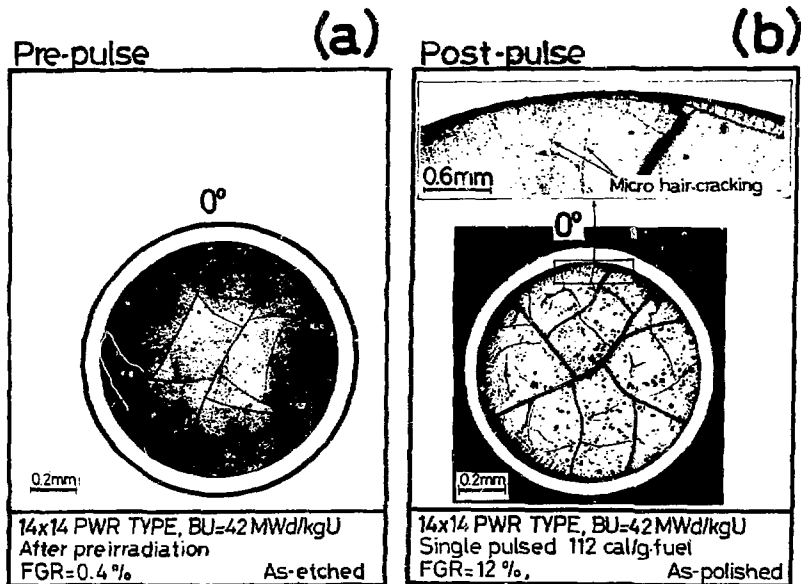 (a)
Pre-pulse
0°
0.2mm
14x14 PWR TYPE, BU=42 MWd/kgU
After preirradiation
FGR=0.4 % As-etched
(b)
Post-pulse
0.6mm
Micro hair-cracking
0°
0.2mm
14x14 PWR TYPE, BU=42 MWd/kgU
Single pulsed 112 cal/g·fuel
FGR=12 %, As-polished